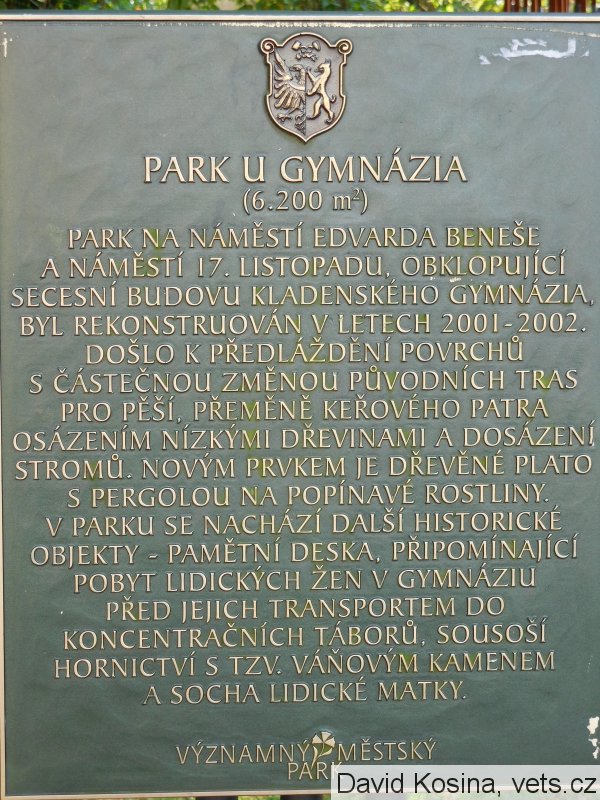 PARK U GYMNÁZIA
(6.200 m²)
PARK NA NÁMĚSTÍ EDVARDA BENEŠE
A NÁMĚSTÍ 17. LISTOPADU, OBKLOPUJÍCÍ
SECESNÍ BUDOVU KLADENSKÉHO GYMNÁZIA,
BYL REKONSTRUOVÁN V LETECH 2001-2002.
DOŠLO K PŘEDLÁŽDĚNÍ POVRCHŮ
S ČÁSTEČNOU ZMĚNOU PŮVODNÍCH TRAS
PRO PĚŠÍ, PŘEMĚNĚ KEŘOVÉHO PATRA
OSÁZENÍM NÍZKÝMI DŘEVINAMI A DOSÁZENÍ
STROMŮ. NOVÝM PRVKEM JE DŘEVĚNÉ PLATO
S PERGOLOU NA POPÍNAVÉ ROSTLINY.
V PARKU SE NACHÁZÍ DALŠÍ HISTORICKÉ
OBJEKTY - PAMĚTNÍ DESKA, PŘIPOMÍNAJÍCÍ
POBYT LIDICKÝCH ŽEN V GYMNÁZIU
PŘED JEJICH TRANSPORTEM DO
KONCENTRAČNÍCH TÁBORŮ, SOUSOŠÍ
HORNICTVÍ S TZV. VÁŇOVÝM KAMENEM
A SOCHA LIDICKÉ MATKY.
VÝZNAMNÝ MĚSTSKÝ
PARK
David Kosina, vets.cz